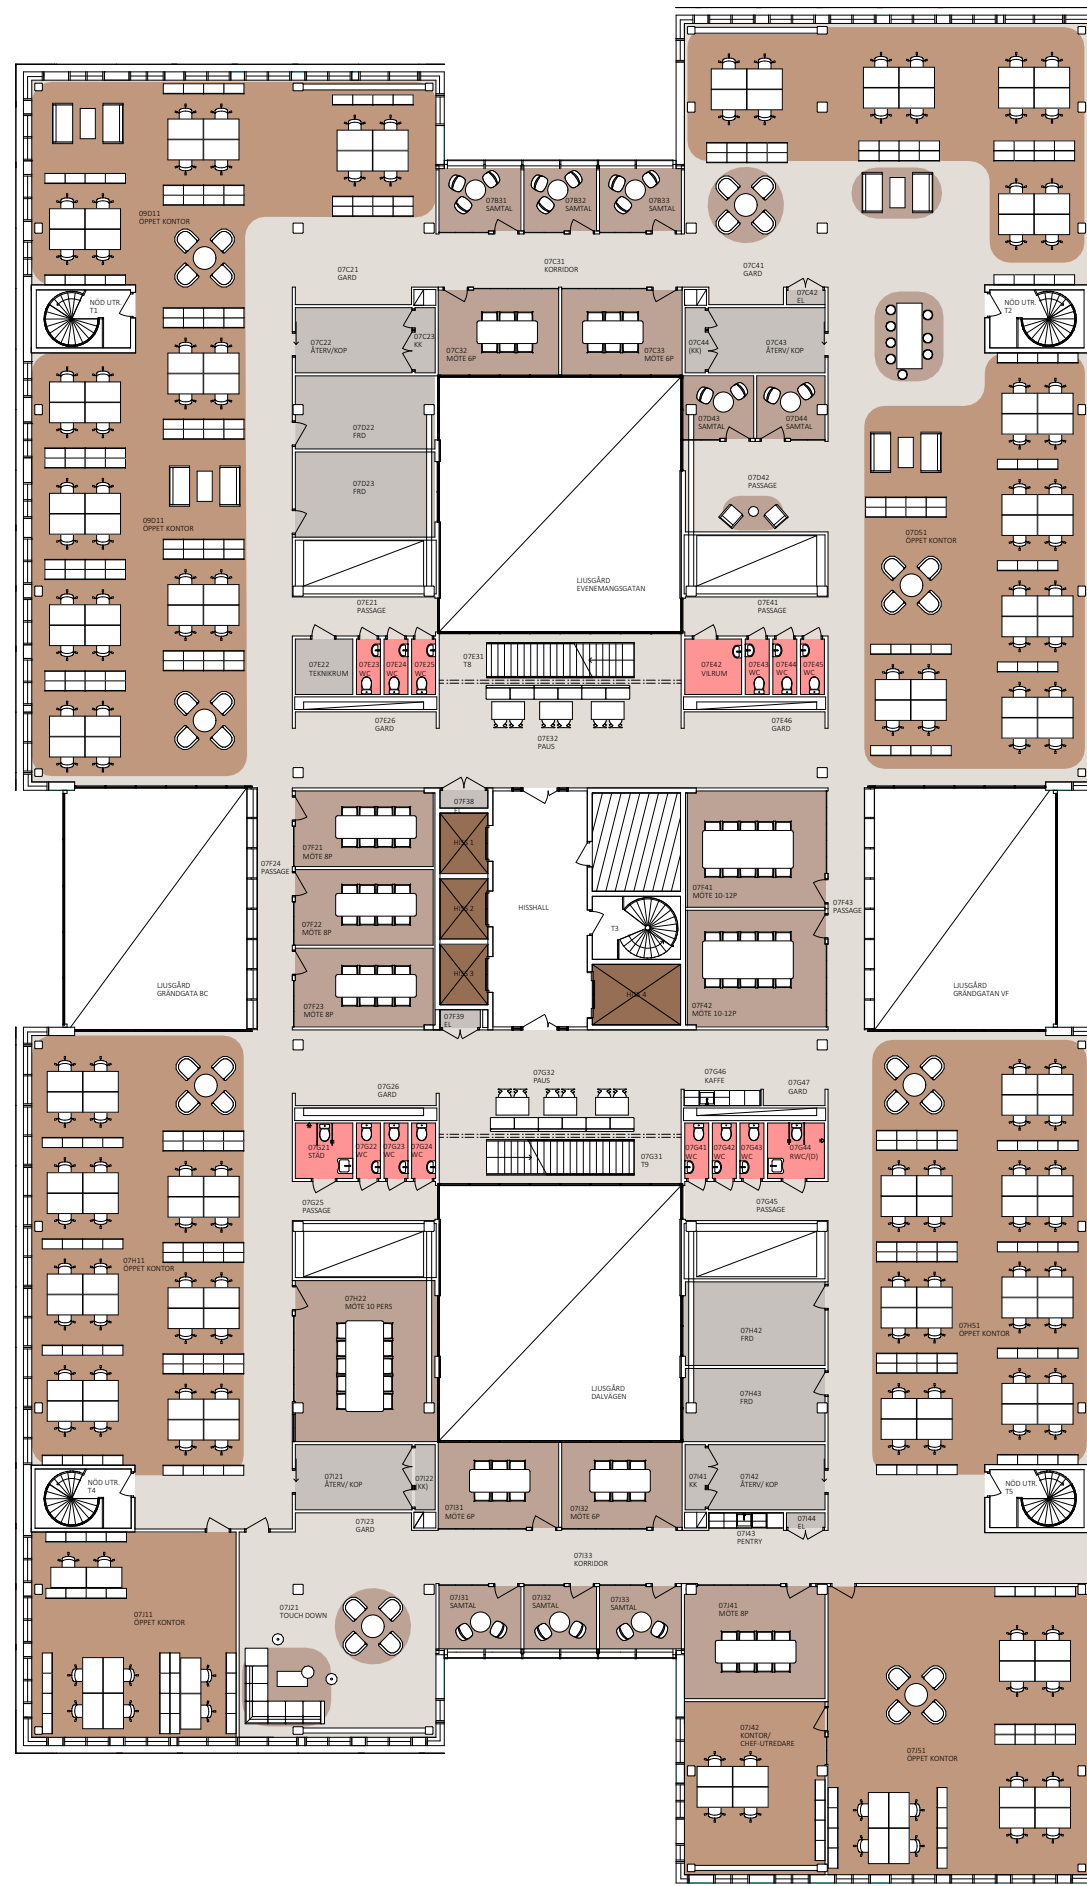 07B31
SAMTAL
07B32
SAMTAL
07B33
SAMTAL
09D11
ÖPPET KONTOR
07C31
KORRIDOR
07C21
GARD
07C41
GARD
NÖD UTR.
T1
07C42
EL
NÖD UTR.
T2
07C22
ÅTERV/KOP
07C23
KK
07C32
MÖTE 6P
07C33
MÖTE 6P
07C44
(KK)
07C43
ÅTERV/ KOP
07D43
SAMTAL
07D44
SAMTAL
07D22
FRD
07D23
FRD
07D42
PASSAGE
09D11
ÖPPET KONTOR
07D51
ÖPPET KONTOR
LJUSGÅRD
EVENEMANGSGATAN
07E21
PASSAGE
07E41
PASSAGE
07E22
TEKNIKRUM
07E23
WC
07E24
WC
07E25
WC
07E31
T8
07E42
VILRUM
07E43
WC
07E44
WC
07E45
WC
07E26
GARD
07E32
PAUS
07E46
GARD
07F38
EL
07F21
MÖTE 8P
HISS 1
07F24
PASSAGE
07F41
MÖTE 10-12P
07F22
MÖTE 8P
HISS 2
HISSHALL
T3
07F43
PASSAGE
HISS 3
HISS 4
LJUSGÅRD
GRÄNDGATA BC
LJUSGÅRD
GRÄNDGATAN VF
07F23
MÖTE 8P
07F39
EL
07F42
MÖTE 10-12P
07G26
GARD
07G32
PAUS
07G46
KAFFE
07G47
GARD
07G21
STÄD
07G22
WC
07G23
WC
07G24
WC
07G31
T9
07G41
WC
07G42
WC
07G43
WC
07G44
RWC/(D)
07G25
PASSAGE
07G45
PASSAGE
07H11
ÖPPET KONTOR
07H22
MÖTE 10 PERS
07H42
FRD
07H51
ÖPPET KONTOR
LJUSGÅRD
DALVÄGEN
07H43
FRD
NÖD UTR.
T4
07I21
ÅTERV/ KOP
07I22
(KK)
07I31
MÖTE 6P
07I32
MÖTE 6P
07I41
KK
07I42
ÅTERV/ KOP
NÖD UTR.
T5
07I23
GARD
07I43
PENTRY
07I44
EL
07I33
KORRIDOR
07J11
ÖPPET KONTOR
07J21
TOUCH DOWN
07J31
SAMTAL
07J32
SAMTAL
07J33
SAMTAL
07J41
MÖTE 8P
07J42
KONTOR/
CHEF-UTREDARE
07J51
ÖPPET KONTOR